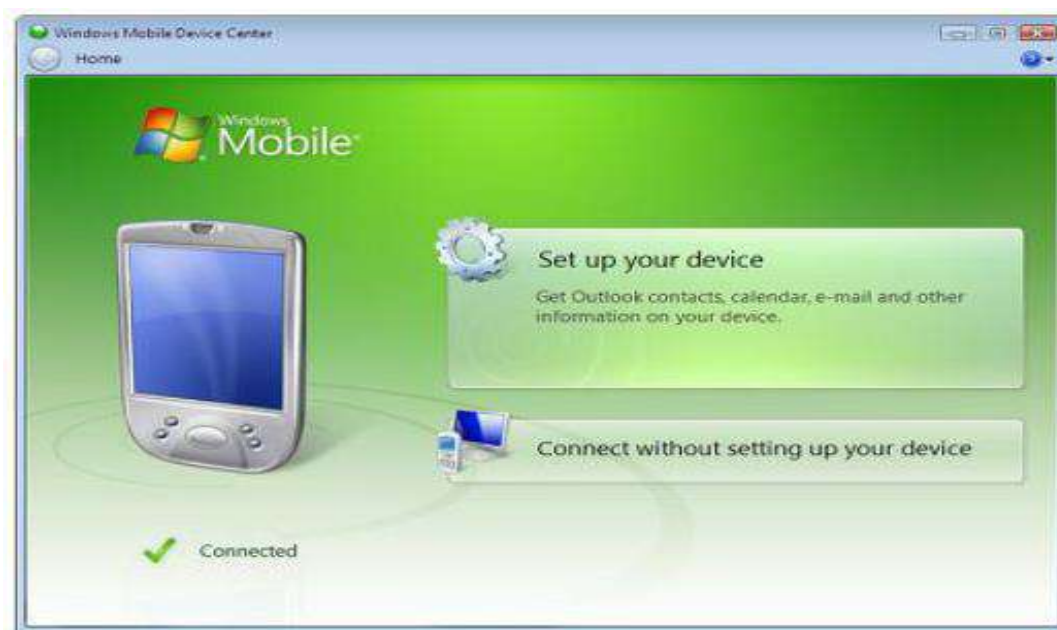 Windows Mobile Device Center
Home
Windows
Mobile
Set up your device
Get Outlook contacts, calendar, e-mail and other
information on your device.
Connect without setting up your device
Connected